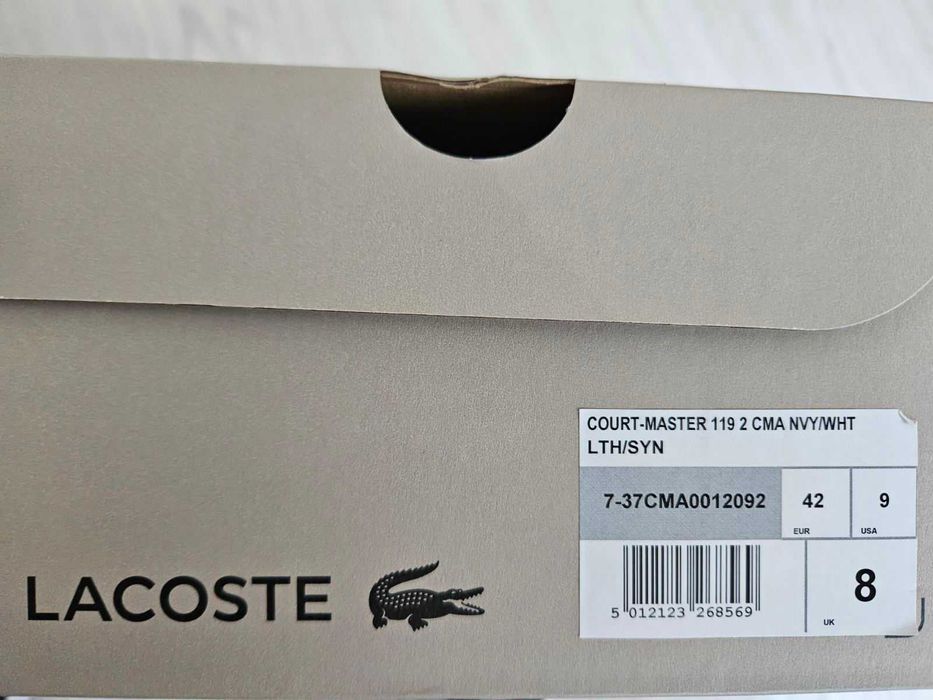 COURT-MASTER 119 2 CMA NVY/WHT
LTH/SYN
7-37CMA0012092
42
EUR
9
USA
5 012123 268569
8
UK
LACOSTE